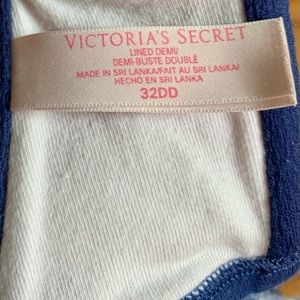 VICTORIA'S SECRET
LINED DEMI/
DEMI-BUSTE DOUBLÉ
MADE IN SRI LANKA/FAIT AU SRI LANKA/
HECHO EN SRI LANKA
32DD